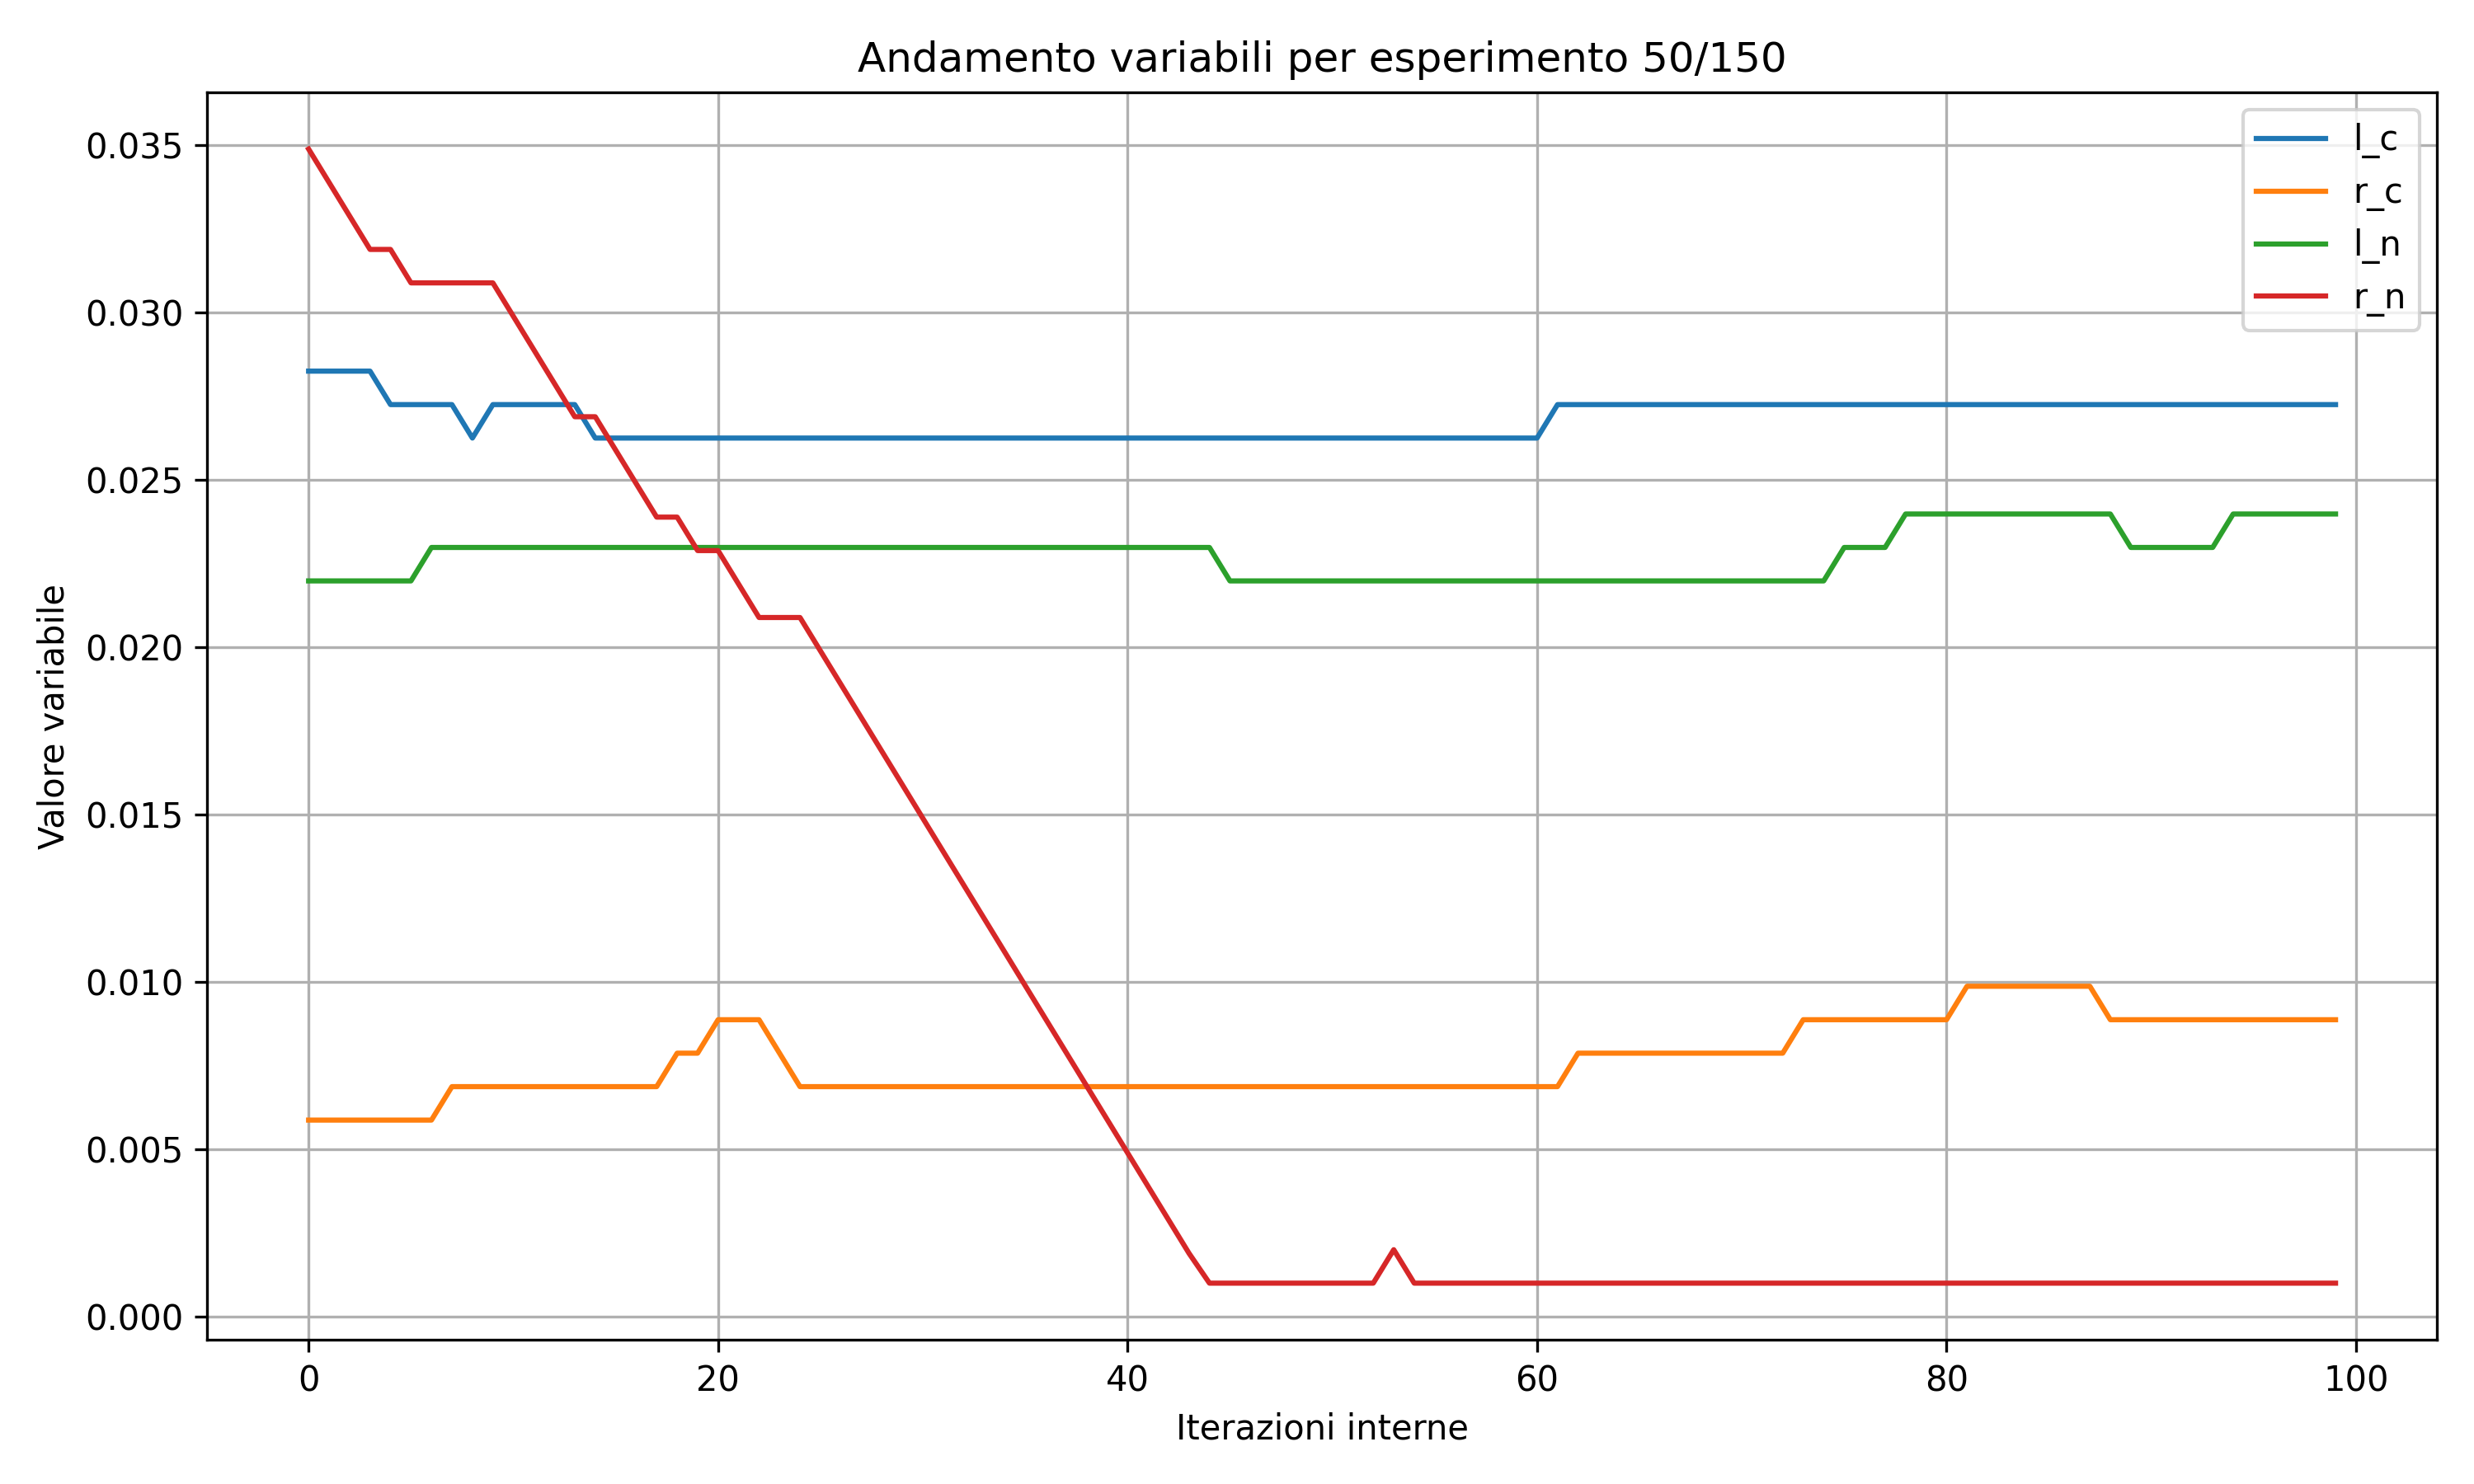 Andamento variabili per esperimento 50/150
l_c
r_c
l_n
r_n
Valore variabile
0.035
0.030
0.025
0.020
0.015
0.010
0.005
0.000
0 20 40 60 80 100
Iterazioni interne